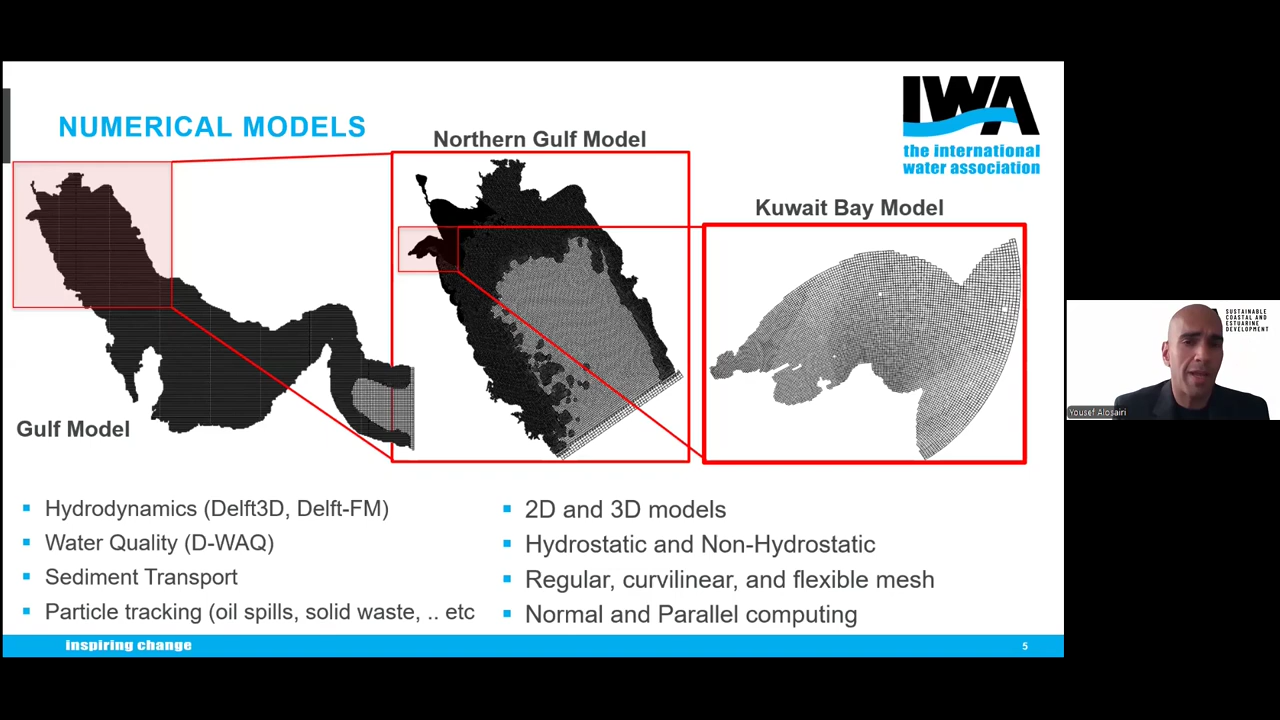 NUMERICAL MODELS
IWA
the international
water association
Northern Gulf Model
Kuwait Bay Model
Gulf Model
SUSTAINABLE
COASTAL AND
ESTUARINE
DEVELOPMENT
Yousef Alosairi
▪ Hydrodynamics (Delft3D, Delft-FM)
▪ Water Quality (D-WAQ)
▪ Sediment Transport
▪ Particle tracking (oil spills, solid waste, .. etc
▪ 2D and 3D models
▪ Hydrostatic and Non-Hydrostatic
▪ Regular, curvilinear, and flexible mesh
▪ Normal and Parallel computing
inspiring change
5